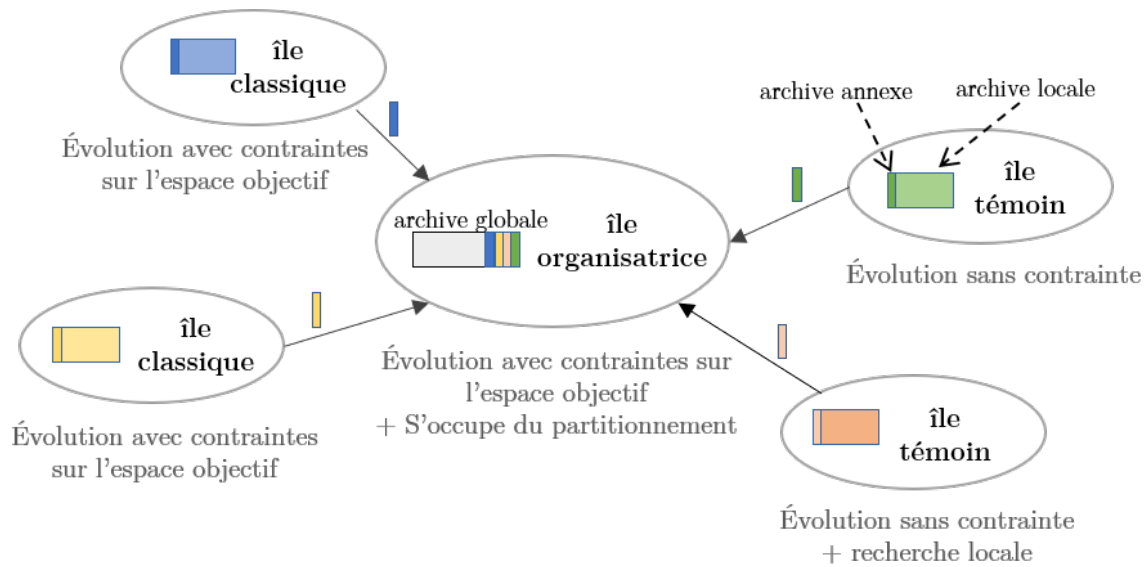 île
classique
Évolution avec contraintes
sur l'espace objectif
archive annexe
archive locale
île
témoin
Évolution sans contrainte
archive globale
île
organisatrice
Évolution avec contraintes sur
l'espace objectif
+ S'occupe du partitionnement
île
classique
Évolution avec contraintes
sur l'espace objectif
île
témoin
Évolution sans contrainte
+ recherche locale